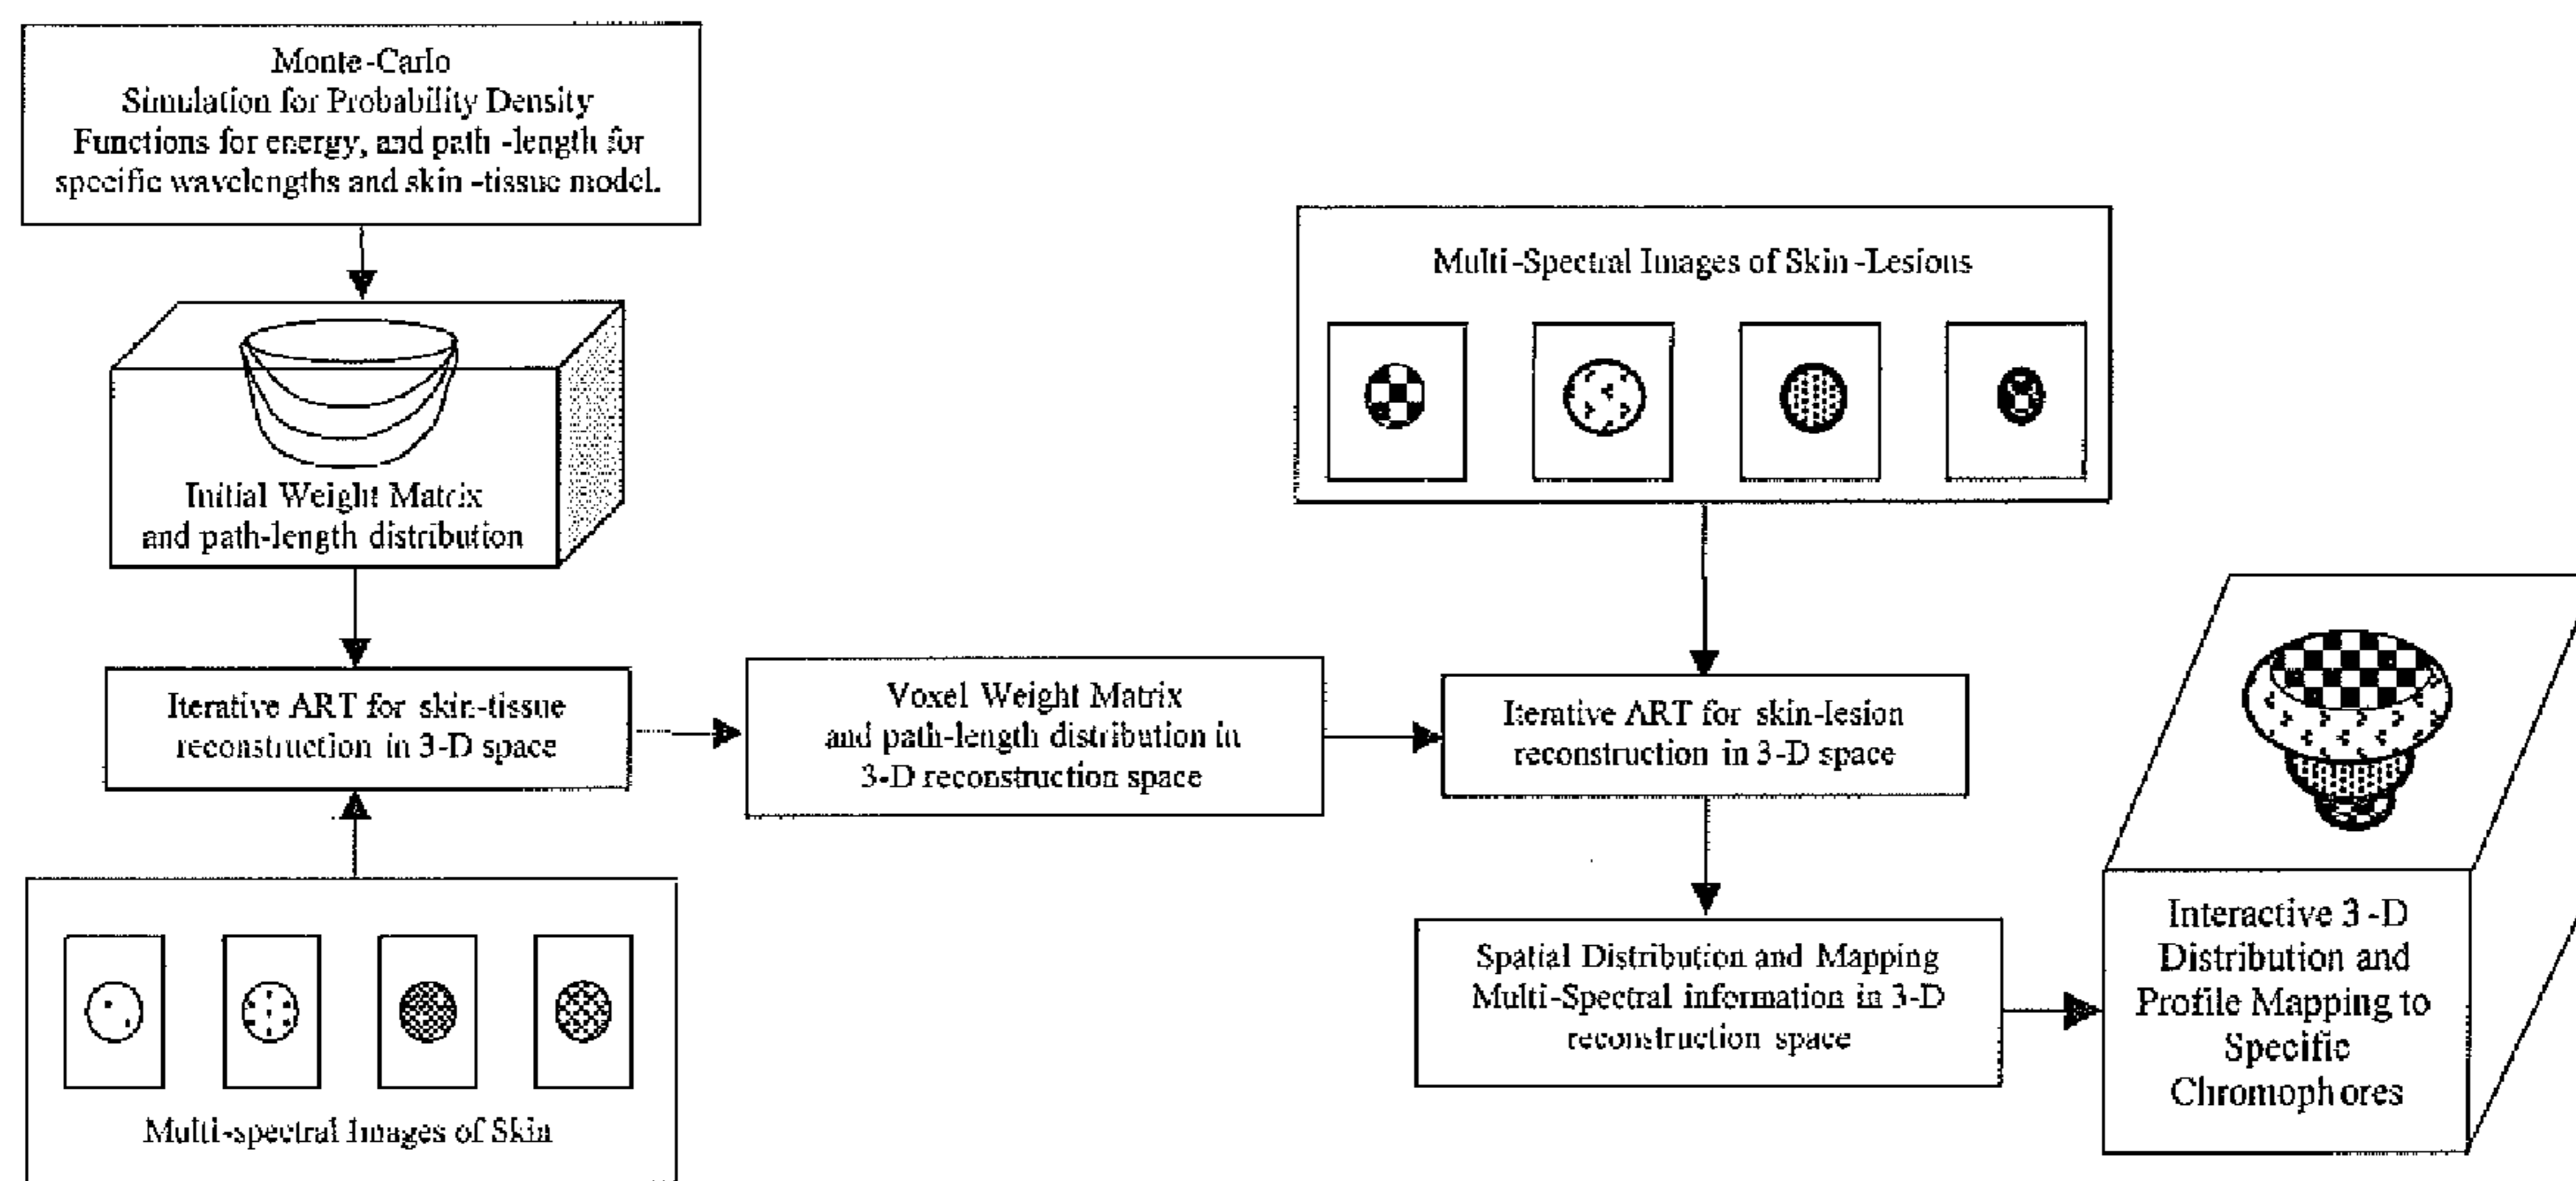 Monte-Carlo
Simulation for Probability Density
Functions for energy, and path -length for
specific wavelengths and skin -tissue model.
Initial Weight Matrix
and path-length distribution
Iterative ART for skin-tissue
reconstruction in 3-D space
Multi-spectral Images of Skin
Voxel Weight Matrix
and path-length distribution in
3-D reconstruction space
Multi-Spectral Images of Skin-Lesions
Iterative ART for skin-lesion
reconstruction in 3-D space
Spatial Distribution and Mapping
Multi-Spectral information in 3-D
reconstruction space
Interactive 3-D
Distribution and
Profile Mapping to
Specific
Chromophores